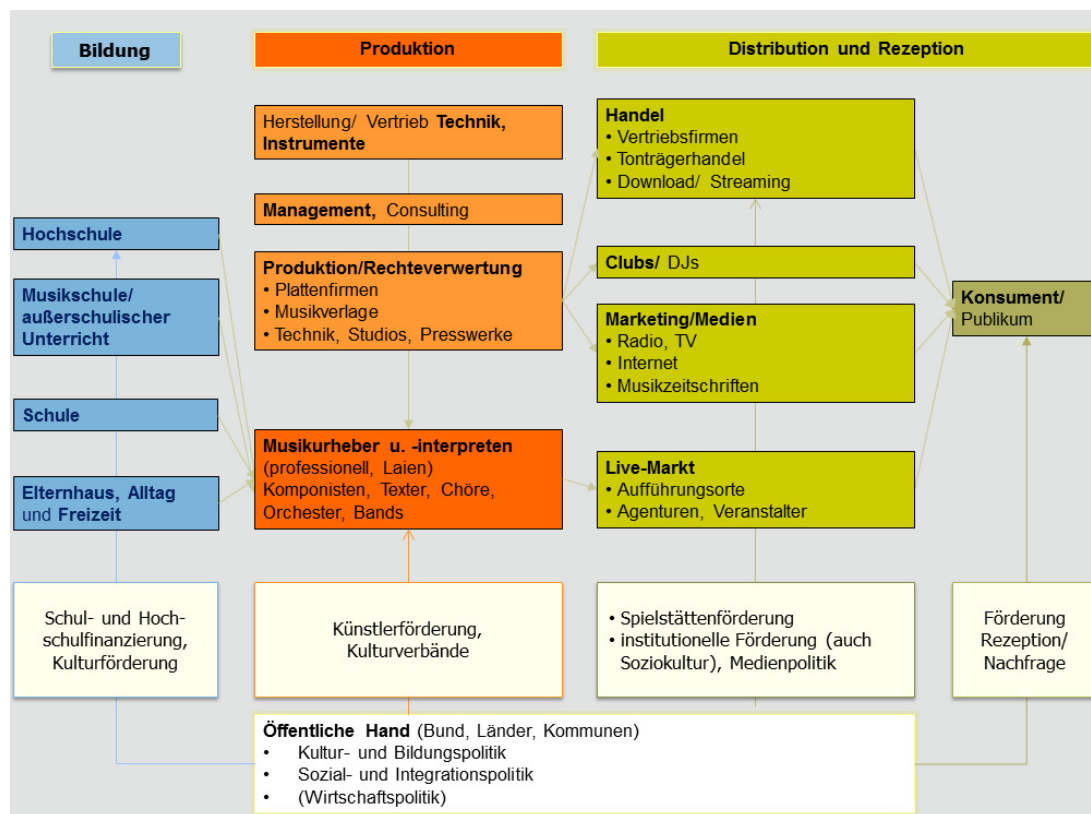 Bildung
Produktion
Distribution und Rezeption
Hochschule
Musikschule/
außerschulischer
Unterricht
Schule
Elternhaus, Alltag
und Freizeit
Herstellung/ Vertrieb Technik,
Instrumente
Management, Consulting
Produktion/Rechteverwertung
• Plattenfirmen
• Musikverlage
• Technik, Studios, Presswerke
Musikurheber u. -interpreten
(professionell, Laien)
Komponisten, Texter, Chöre,
Orchester, Bands
Handel
• Vertriebsfirmen
• Tonträgerhandel
• Download/ Streaming
Clubs/ DJs
Marketing/Medien
• Radio, TV
• Internet
• Musikzeitschriften
Live-Markt
• Aufführungsorte
• Agenturen, Veranstalter
Konsument/
Publikum
Schul- und Hoch-
schulfinanzierung,
Kulturförderung
Künstlerförderung,
Kulturverbände
• Spielstättenförderung
• institutionelle Förderung (auch
Soziokultur), Medienpolitik
Förderung
Rezeption/
Nachfrage
Öffentliche Hand (Bund, Länder, Kommunen)
• Kultur- und Bildungspolitik
• Sozial- und Integrationspolitik
• (Wirtschaftspolitik)